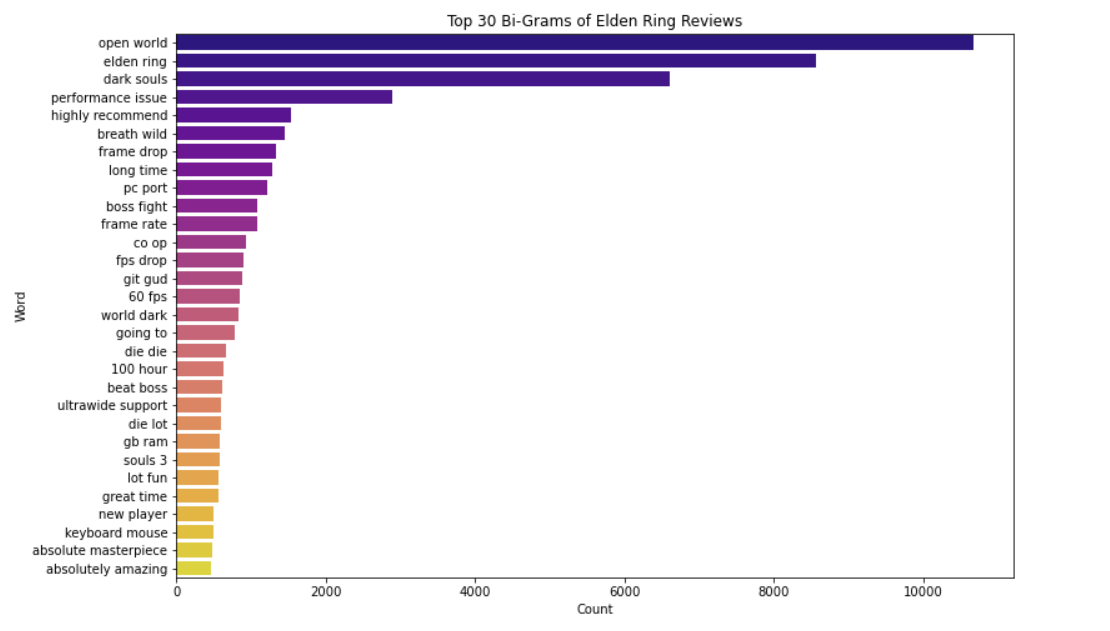 Top 30 Bi-Grams of Elden Ring Reviews
open world
elden ring
dark souls
performance issue
highly recommend
breath wild
frame drop
long time
pc port
boss fight
frame rate
co op
fps drop
git gud
60 fps
world dark
going to
die die
100 hour
beat boss
ultrawide support
die lot
gb ram
souls 3
lot fun
great time
new player
keyboard mouse
absolute masterpiece
absolutely amazing
Word
0 2000 4000 6000 8000 10000
Count